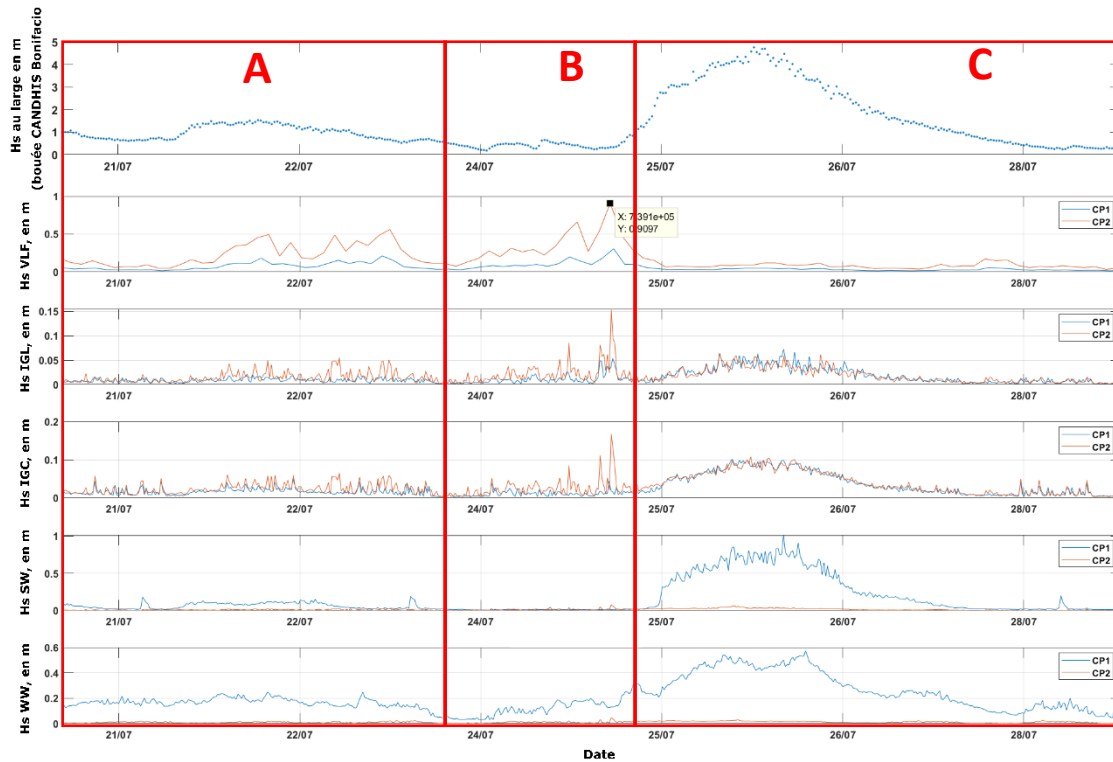 Hs au large en m
(bouée CANDHIS Bonifacio
5
4
3
2
1
0
A
B
C
21/07
22/07
24/07
25/07
26/07
28/07
Hs VLF, en m
1
0.5
0
X: 7.391e+05
Y: 0.9097
CP1
CP2
21/07
22/07
24/07
25/07
26/07
28/07
Hs IGL, en m
0.15
0.1
0.05
0
CP1
CP2
21/07
22/07
24/07
25/07
26/07
28/07
Hs IGC, en m
0.2
0.1
0
CP1
CP2
21/07
22/07
24/07
25/07
26/07
28/07
Hs SW, en m
1
0.5
0
CP1
CP2
21/07
22/07
24/07
25/07
26/07
28/07
Hs WW, en m
0.6
0.4
0.2
0
CP1
CP2
21/07
22/07
24/07
25/07
26/07
28/07
Date